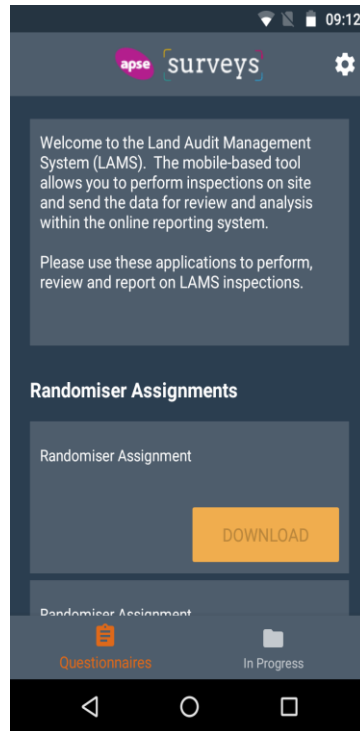 09:12
apse surveys
Welcome to the Land Audit Management
System (LAMS).  The mobile-based tool
allows you to perform inspections on site
and send the data for review and analysis
within the online reporting system.
Please use these applications to perform,
review and report on LAMS inspections.
Randomiser Assignments
Randomiser Assignment
DOWNLOAD
Randomiser Assignment
Questionnaires
In Progress